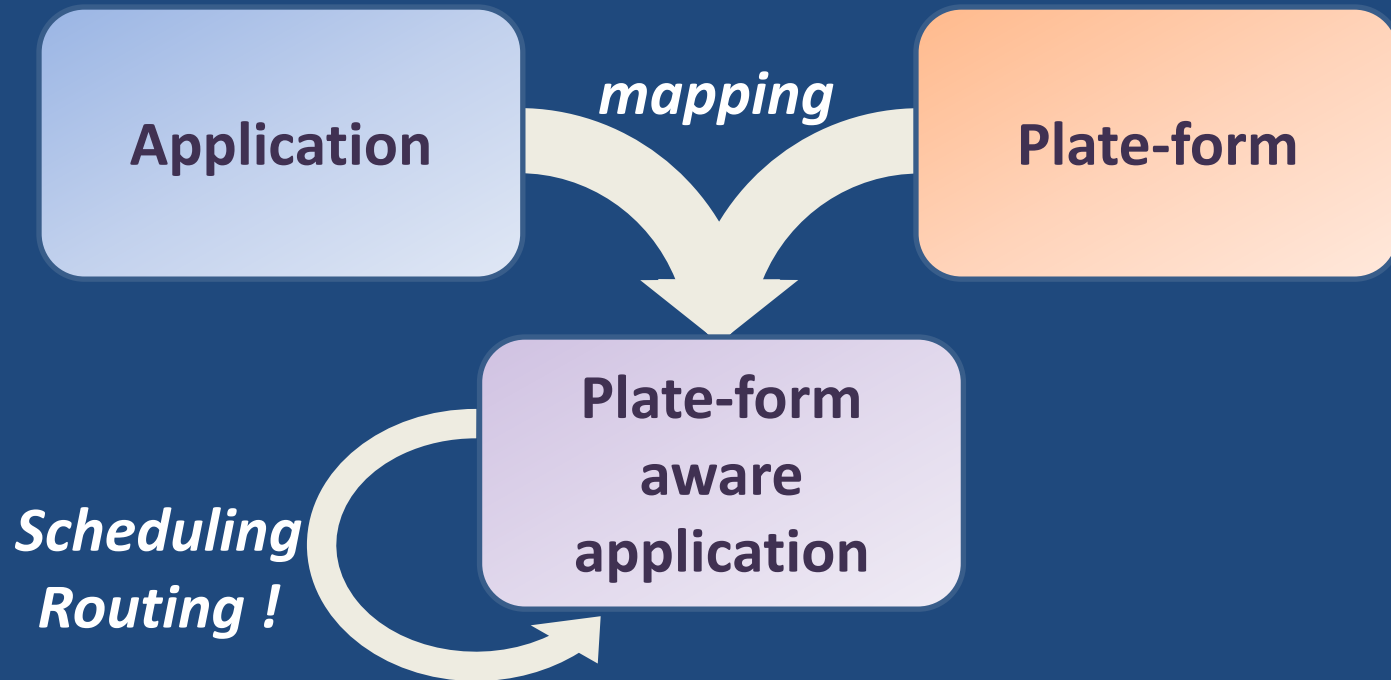 mapping
Application
Plate-form
Plate-form
aware
application
Scheduling
Routing !